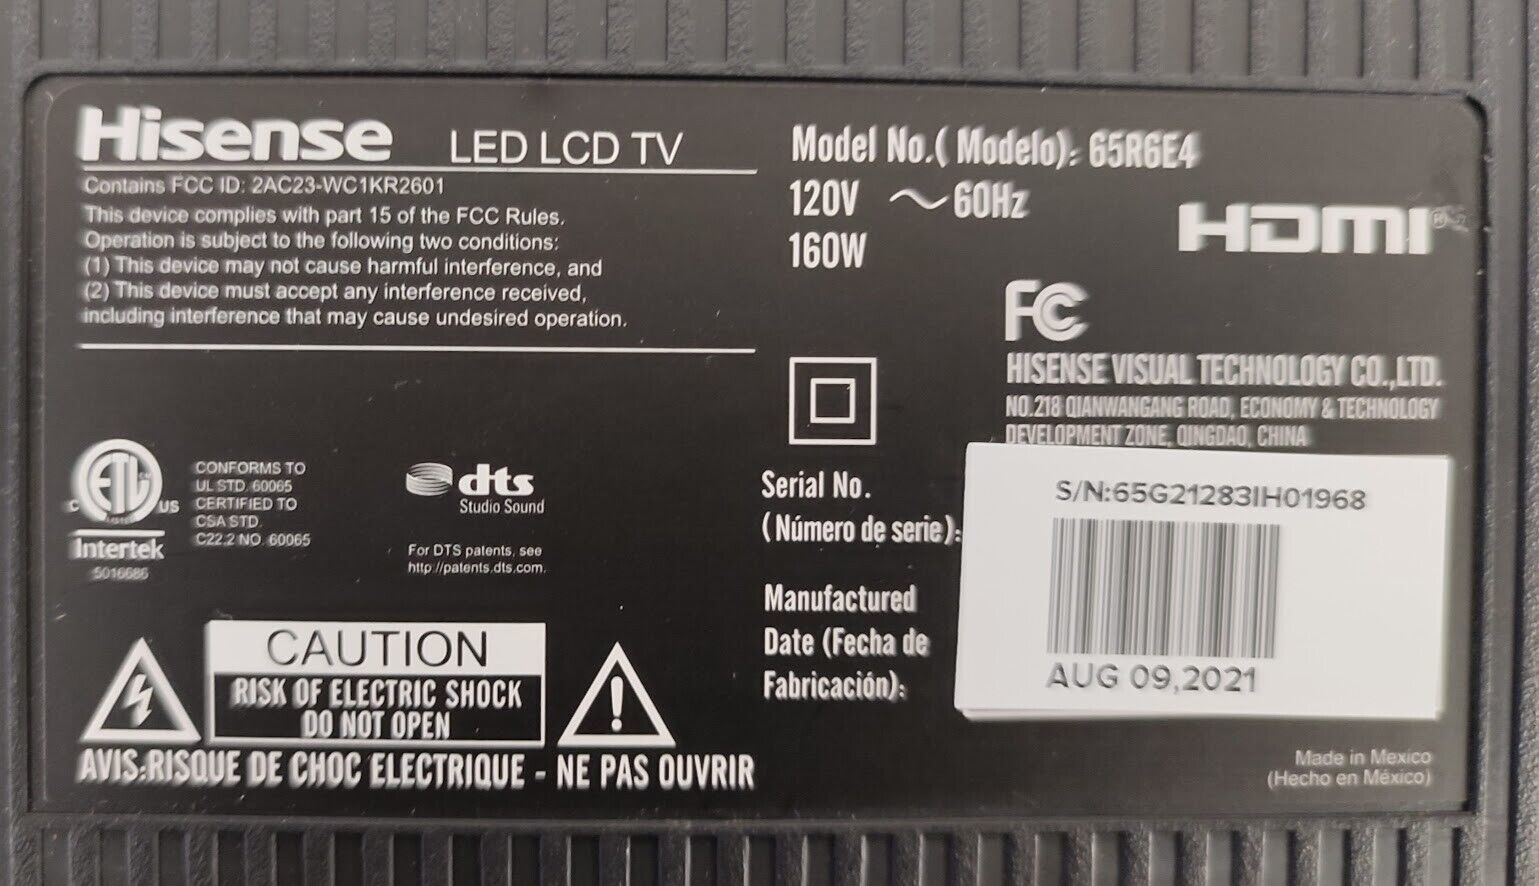 Hisense LED LCD TV
Contains FCC ID: 2AC23-WC1KR2601
This device complies with part 15 of the FCC Rules.
Operation is subject to the following two conditions:
(1) This device may not cause harmful interference, and
(2) This device must accept any interference received,
including interference that may cause undesired operation.
Model No.( Modelo): 65R6E4
120V ~ 60Hz
160W
HDMI®
FC
HISENSE VISUAL TECHNOLOGY CO.,LTD.
NO.218 QIANWANGANG ROAD, ECONOMY & TECHNOLOGY
DEVELOPMENT ZONE, QINGDAO, CHINA
ETL
C US
Intertek
5016686
CONFORMS TO
UL STD. 60065
CERTIFIED TO
CSA STD.
C22.2 NO. 60065
dts
Studio Sound
For DTS patents, see
http://patents.dts.com.
Serial No.
(Número de serie):
S/N:65G21283IH01968
Manufactured
Date (Fecha de
Fabricación):
AUG 09,2021
CAUTION
RISK OF ELECTRIC SHOCK
DO NOT OPEN
AVIS:RISQUE DE CHOC ELECTRIQUE - NE PAS OUVRIR
Made in Mexico
(Hecho en México)